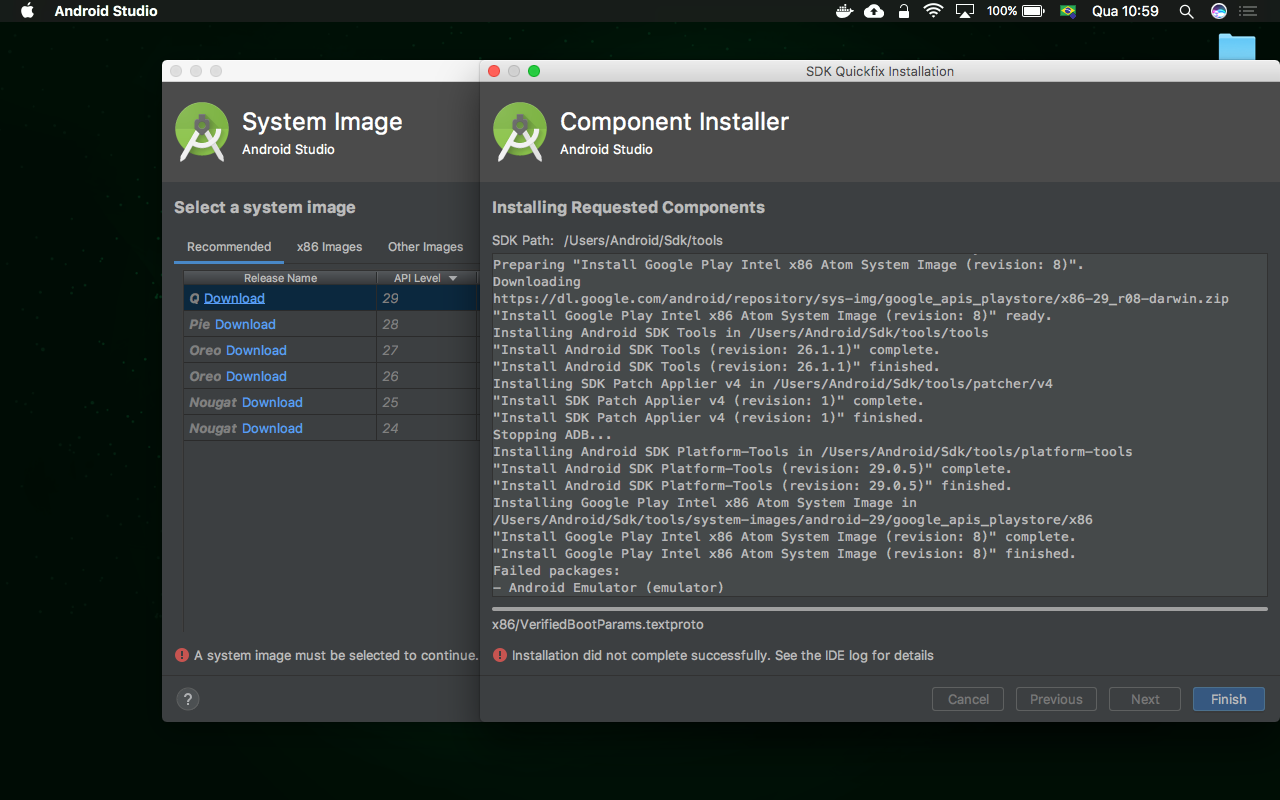 Android Studio
100%
Qua 10:59
SDK Quickfix Installation
System Image
Android Studio
Select a system image
Recommended x86 Images Other Images
Release Name API Level
Q Download 29
Pie Download 28
Oreo Download 27
Oreo Download 26
Nougat Download 25
Nougat Download 24
A system image must be selected to continue.
?
Component Installer
Android Studio
Installing Requested Components
SDK Path: /Users/Android/Sdk/tools
Preparing "Install Google Play Intel x86 Atom System Image (revision: 8)".
Downloading
https://dl.google.com/android/repository/sys-img/google_apis_playstore/x86-29_r08-darwin.zip
"Install Google Play Intel x86 Atom System Image (revision: 8)" ready.
Installing Android SDK Tools in /Users/Android/Sdk/tools/tools
"Install Android SDK Tools (revision: 26.1.1)" complete.
"Install Android SDK Tools (revision: 26.1.1)" finished.
Installing SDK Patch Applier v4 in /Users/Android/Sdk/tools/patcher/v4
"Install SDK Patch Applier v4 (revision: 1)" complete.
"Install SDK Patch Applier v4 (revision: 1)" finished.
Stopping ADB...
Installing Android SDK Platform-Tools in /Users/Android/Sdk/tools/platform-tools
"Install Android SDK Platform-Tools (revision: 29.0.5)" complete.
"Install Android SDK Platform-Tools (revision: 29.0.5)" finished.
Installing Google Play Intel x86 Atom System Image in
/Users/Android/Sdk/tools/system-images/android-29/google_apis_playstore/x86
"Install Google Play Intel x86 Atom System Image (revision: 8)" complete.
"Install Google Play Intel x86 Atom System Image (revision: 8)" finished.
Failed packages:
- Android Emulator (emulator)
x86/VerifiedBootParams.textproto
Installation did not complete successfully. See the IDE log for details
Cancel Previous Next Finish